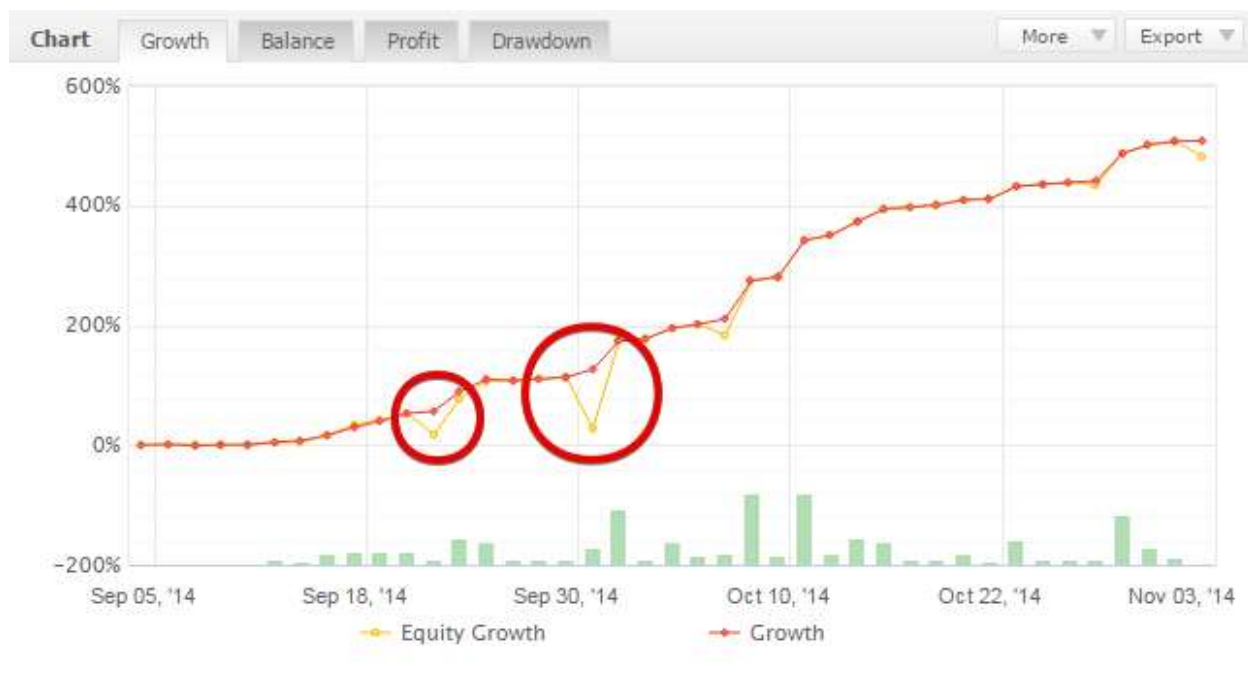 Chart Growth Balance Profit Drawdown More Export
600%
400%
200%
0%
-200%
Sep 05, '14 Sep 18, '14 Sep 30, '14 Oct 10, '14 Oct 22, '14 Nov 03, '14
Equity Growth Growth